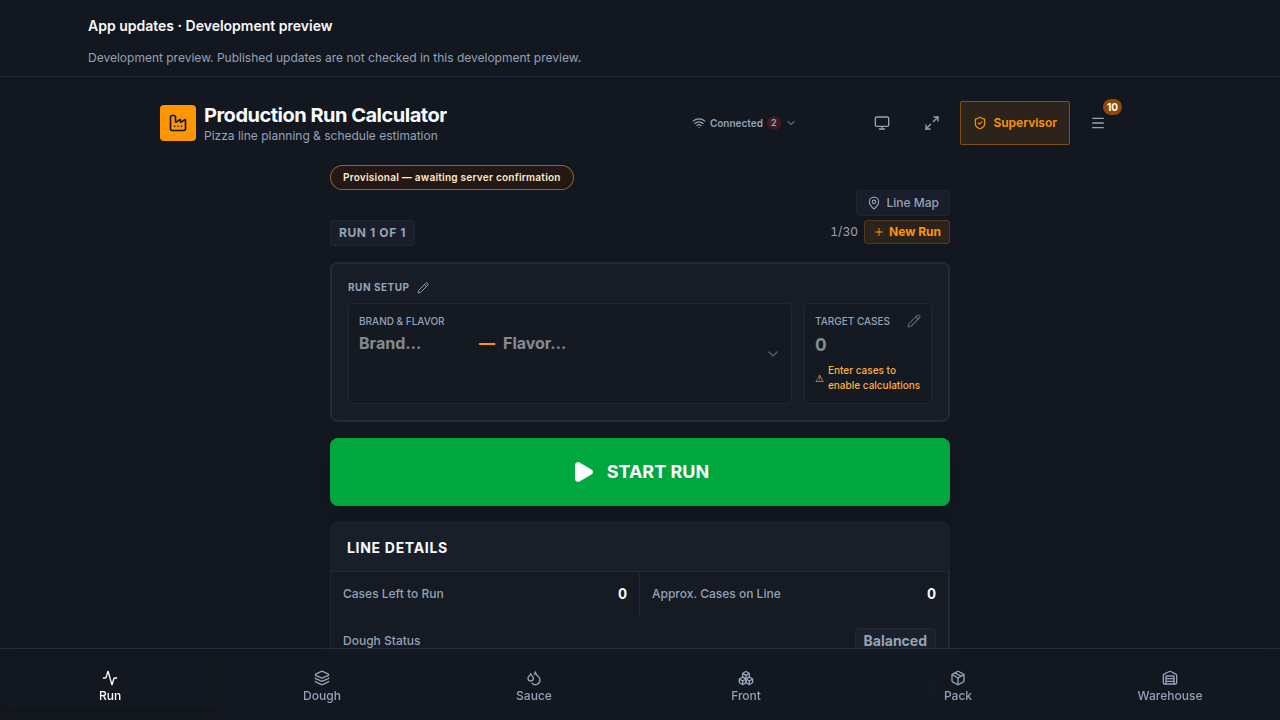 App updates · Development preview
Development preview. Published updates are not checked in this development preview.
Production Run Calculator
Pizza line planning & schedule estimation
Connected 2
Supervisor
10
Provisional — awaiting server confirmation
Line Map
RUN 1 OF 1
1/30
+ New Run
RUN SETUP
BRAND & FLAVOR
Brand... — Flavor...
TARGET CASES
0
Enter cases to
enable calculations
START RUN
LINE DETAILS
Cases Left to Run 0
Approx. Cases on Line 0
Dough Status Balanced
Run
Dough
Sauce
Front
Pack
Warehouse